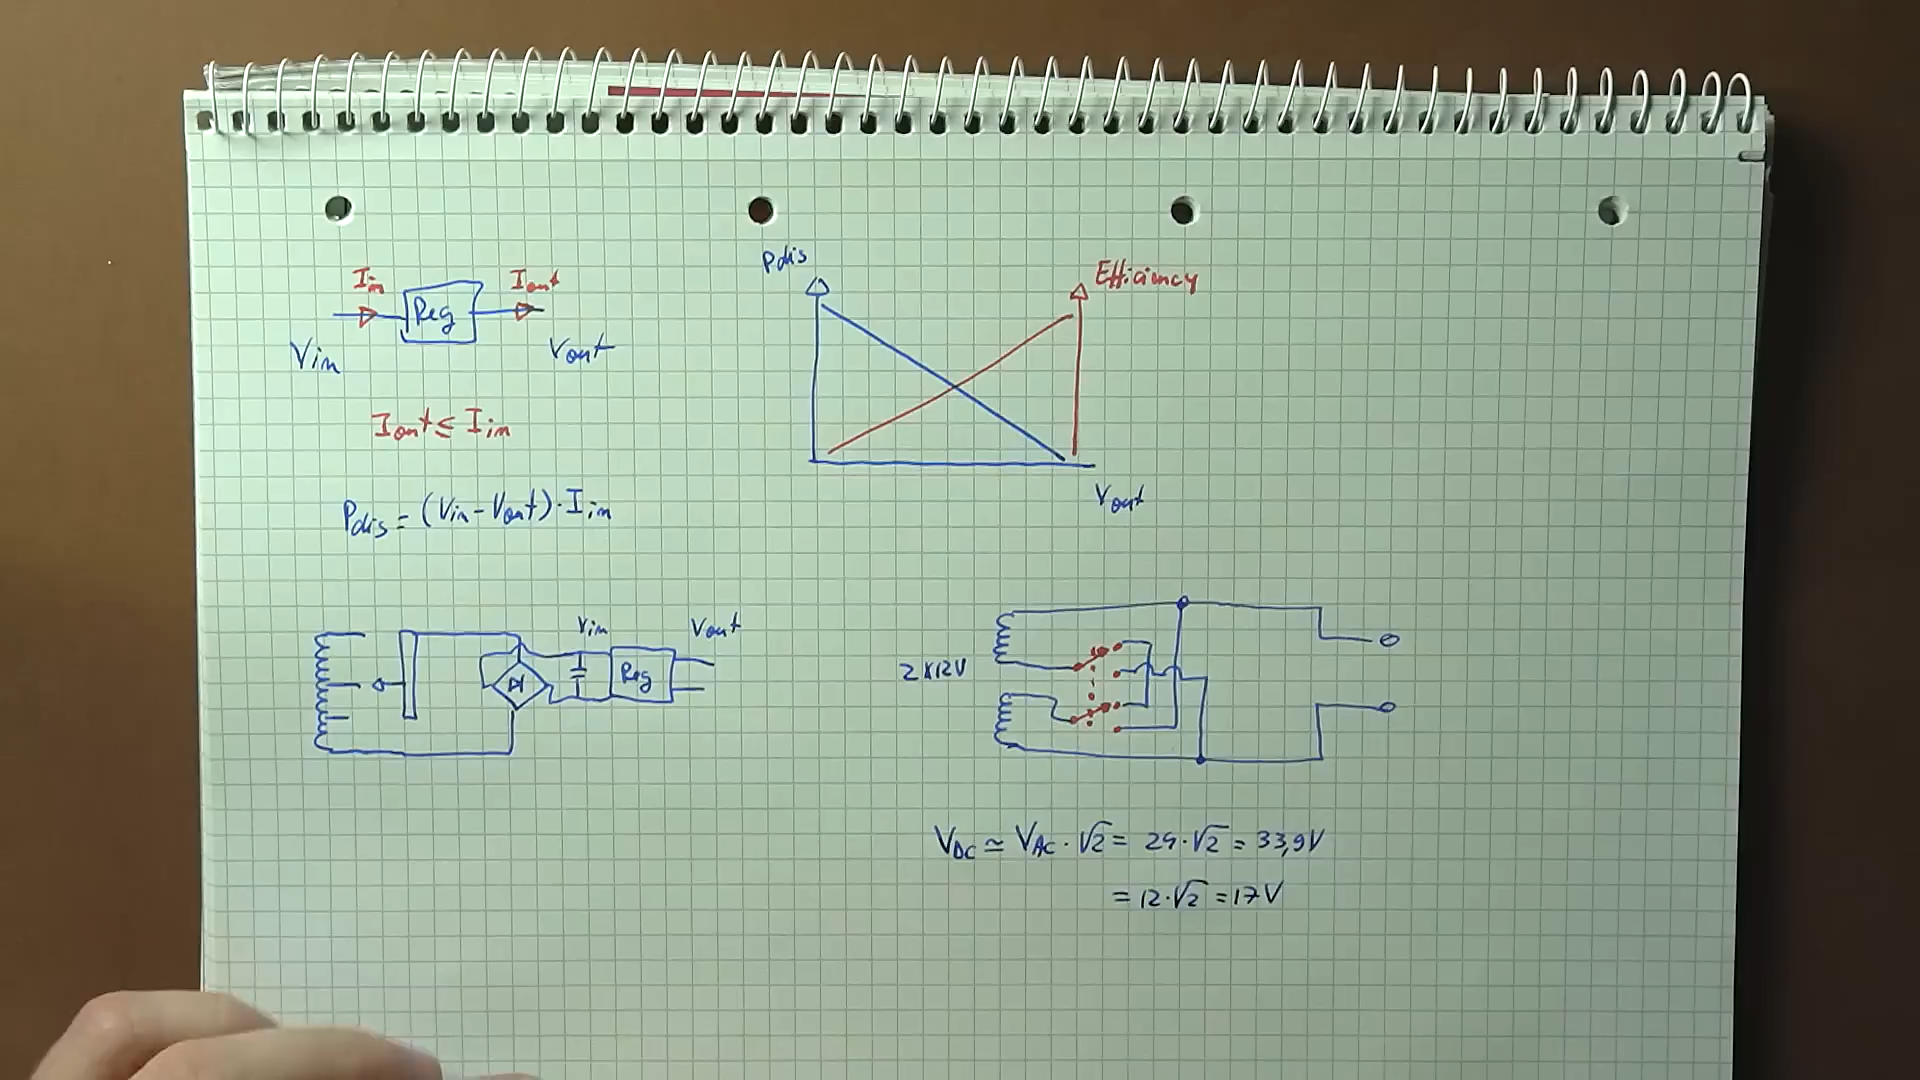 Iin Iout
Reg
Vin Vout
Iout ≤ Iin
Pdis = (Vin - Vout) · Iin
Pdis
Efficiency
Vout
Vin Vout
Reg
2x12V
VDC ≃ VAC · √2 = 24 · √2 = 33,9V
= 12 · √2 = 17V